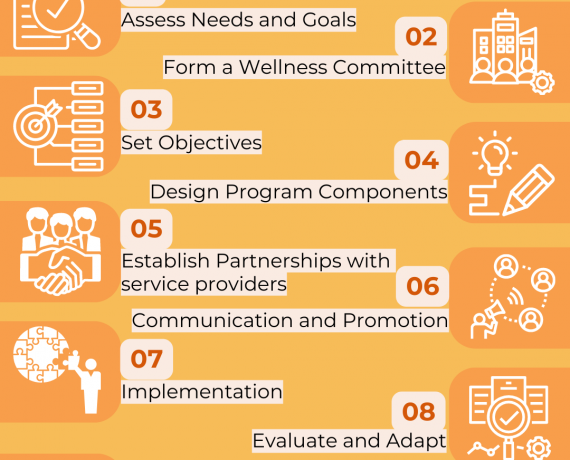 Assess Needs and Goals
02
Form a Wellness Committee
03
Set Objectives
04
Design Program Components
05
Establish Partnerships with
service providers
06
Communication and Promotion
07
Implementation
08
Evaluate and Adapt